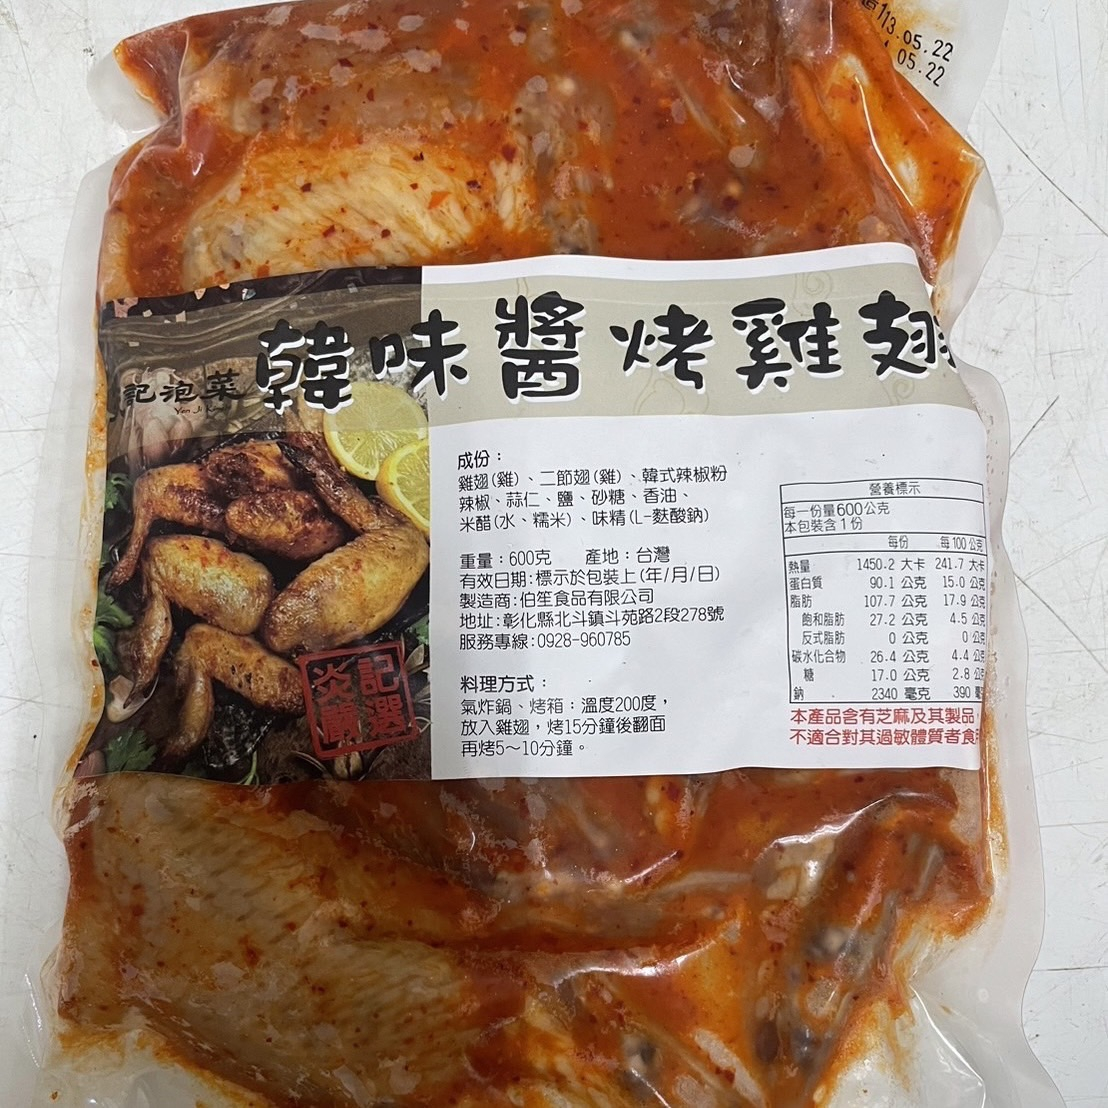 113.05.22
05.22
韓味醬烤雞翅
記泡菜
成份：
雞翅(雞)、二節翅(雞)、韓式辣椒粉
辣椒、蒜仁、鹽、砂糖、香油、
米醋(水、糯米)、味精(L-麩酸鈉)
重量：600克 產地：台灣
有效日期:標示於包裝上(年/月/日)
製造商:伯笙食品有限公司
地址:彰化縣北斗鎮斗苑路2段278號
服務專線:0928-960785
料理方式：
氣炸鍋、烤箱：溫度200度，
放入雞翅，烤15分鐘後翻面
再烤5～10分鐘。
營養標示
每一份量600公克
本包裝含1份
每份 每100公克
熱量 1450.2 大卡 241.7 大卡
蛋白質 90.1 公克 15.0 公克
脂肪 107.7 公克 17.9 公克
飽和脂肪 27.2 公克 4.5 公克
反式脂肪 0 公克 0 公克
碳水化合物 26.4 公克 4.4 公克
糖 17.0 公克 2.8 公克
鈉 2340 毫克 390 毫
本產品含有芝麻及其製品，
不適合對其過敏體質者食用
炎記
嚴選